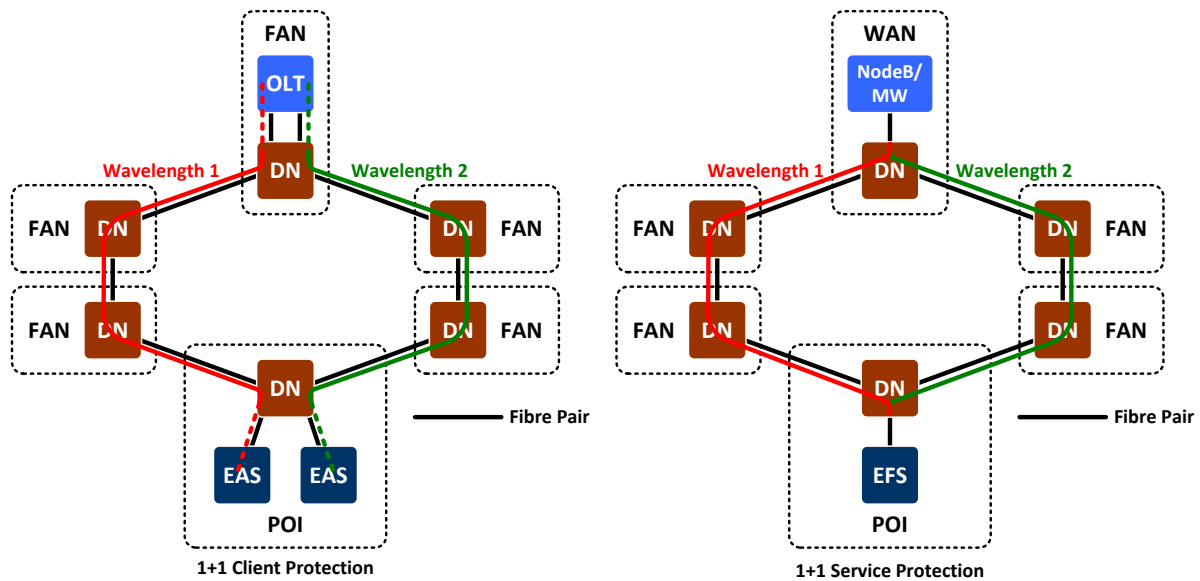 FAN
OLT
DN
Wavelength 1
Wavelength 2
FAN
DN
DN
FAN
FAN
DN
DN
FAN
DN
Fibre Pair
EAS
EAS
POI
1+1 Client Protection
WAN
NodeB/
MW
DN
Wavelength 1
Wavelength 2
FAN
DN
DN
FAN
FAN
DN
DN
FAN
DN
Fibre Pair
EFS
POI
1+1 Service Protection